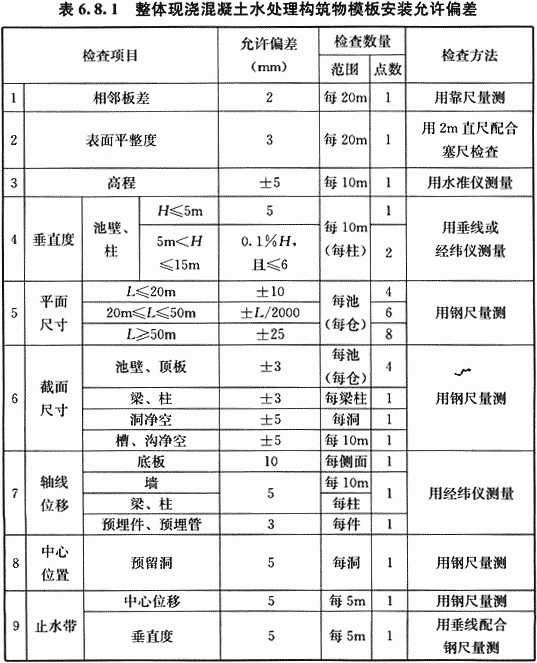 表 6.8.1 整体现浇混凝土水处理构筑物模板安装允许偏差
检查项目 允许偏差(mm) 检查数量 检查方法
范围 点数
1 相邻板差 2 每 20m 1 用靠尺量测
2 表面平整度 3 每 20m 1 用 2m 直尺配合塞尺检查
3 高程 ±5 每 10m 1 用水准仪测量
4 垂直度 池壁、柱 H≤5m 5 每 10m(每柱) 1 用垂线或经纬仪测量
5m<H≤15m 0.1%H,且≤6 2
5 平面尺寸 L≤20m ±10 每池(每仓) 4 用钢尺量测
20m≤L≤50m ±L/2000 6
L≥50m ±25 8
6 截面尺寸 池壁、顶板 ±3 每池(每仓) 4 用钢尺量测
梁、柱 ±3 每梁柱 1
洞净空 ±5 每洞 1
槽、沟净空 ±5 每 10m 1
7 轴线位移 底板 10 每侧面 1 用经纬仪测量
墙 5 每 10m 1
梁、柱 每柱
预埋件、预埋管 3 每件 1
8 中心位置 预留洞 5 每洞 1 用钢尺量测
9 止水带 中心位移 5 每 5m 1 用钢尺量测
垂直度 5 每 5m 1 用垂线配合钢尺量测